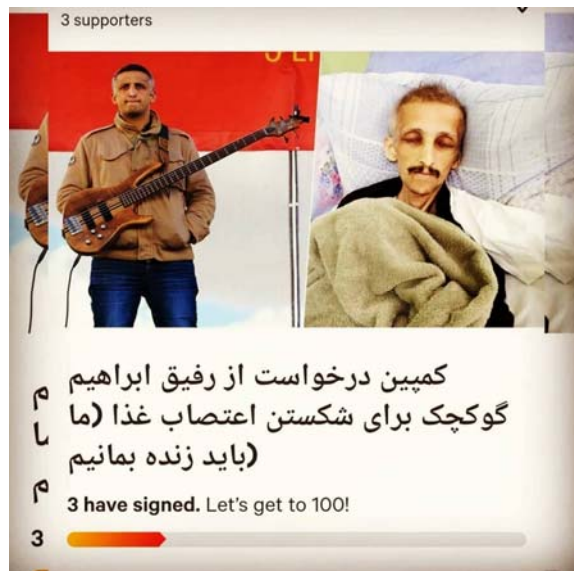 3 supporters
کمپین درخواست از رفیق ابراهیم
گوکچک برای شکستن اعتصاب غذا (ما
باید زنده بمانیم)
3 have signed. Let's get to 100!
م
ما
م
3